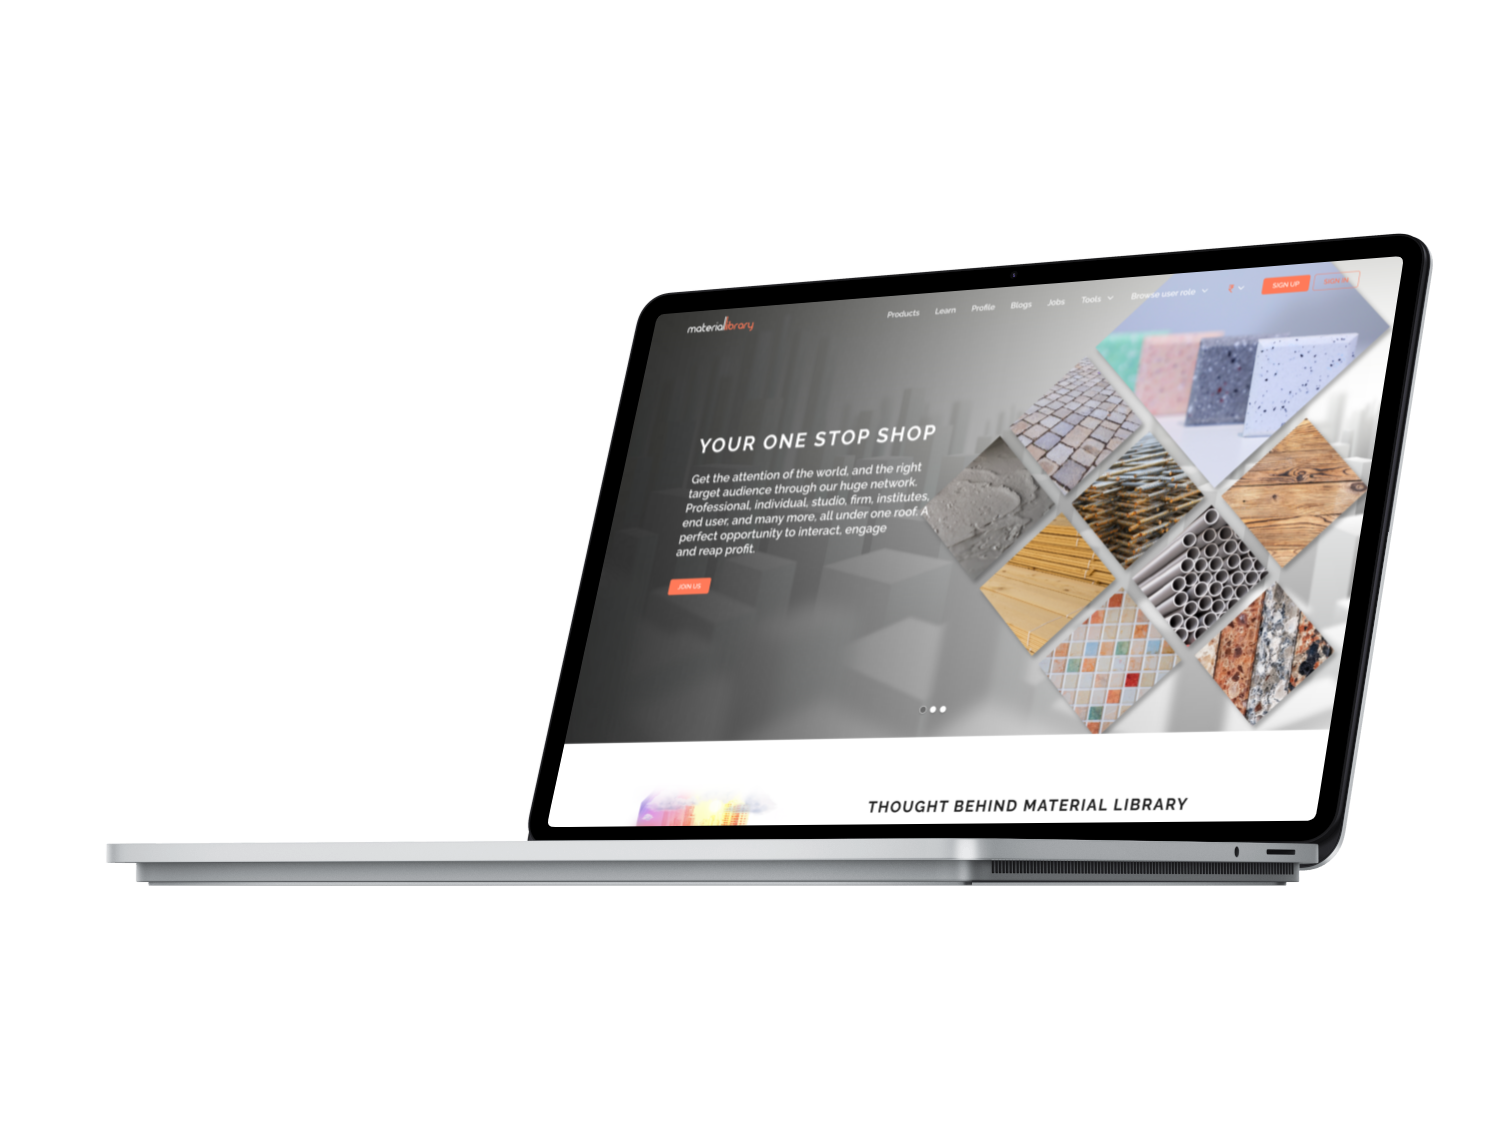 materiallibrary
Products Learn Profile Blogs Jobs Tools Browse user role ₹ SIGN UP SIGN IN
YOUR ONE STOP SHOP
Get the attention of the world, and the right
target audience through our huge network.
Professional, individual, studio, firm, institutes,
end user, and many more, all under one roof. A
perfect opportunity to interact, engage
and reap profit.
JOIN US
THOUGHT BEHIND MATERIAL LIBRARY